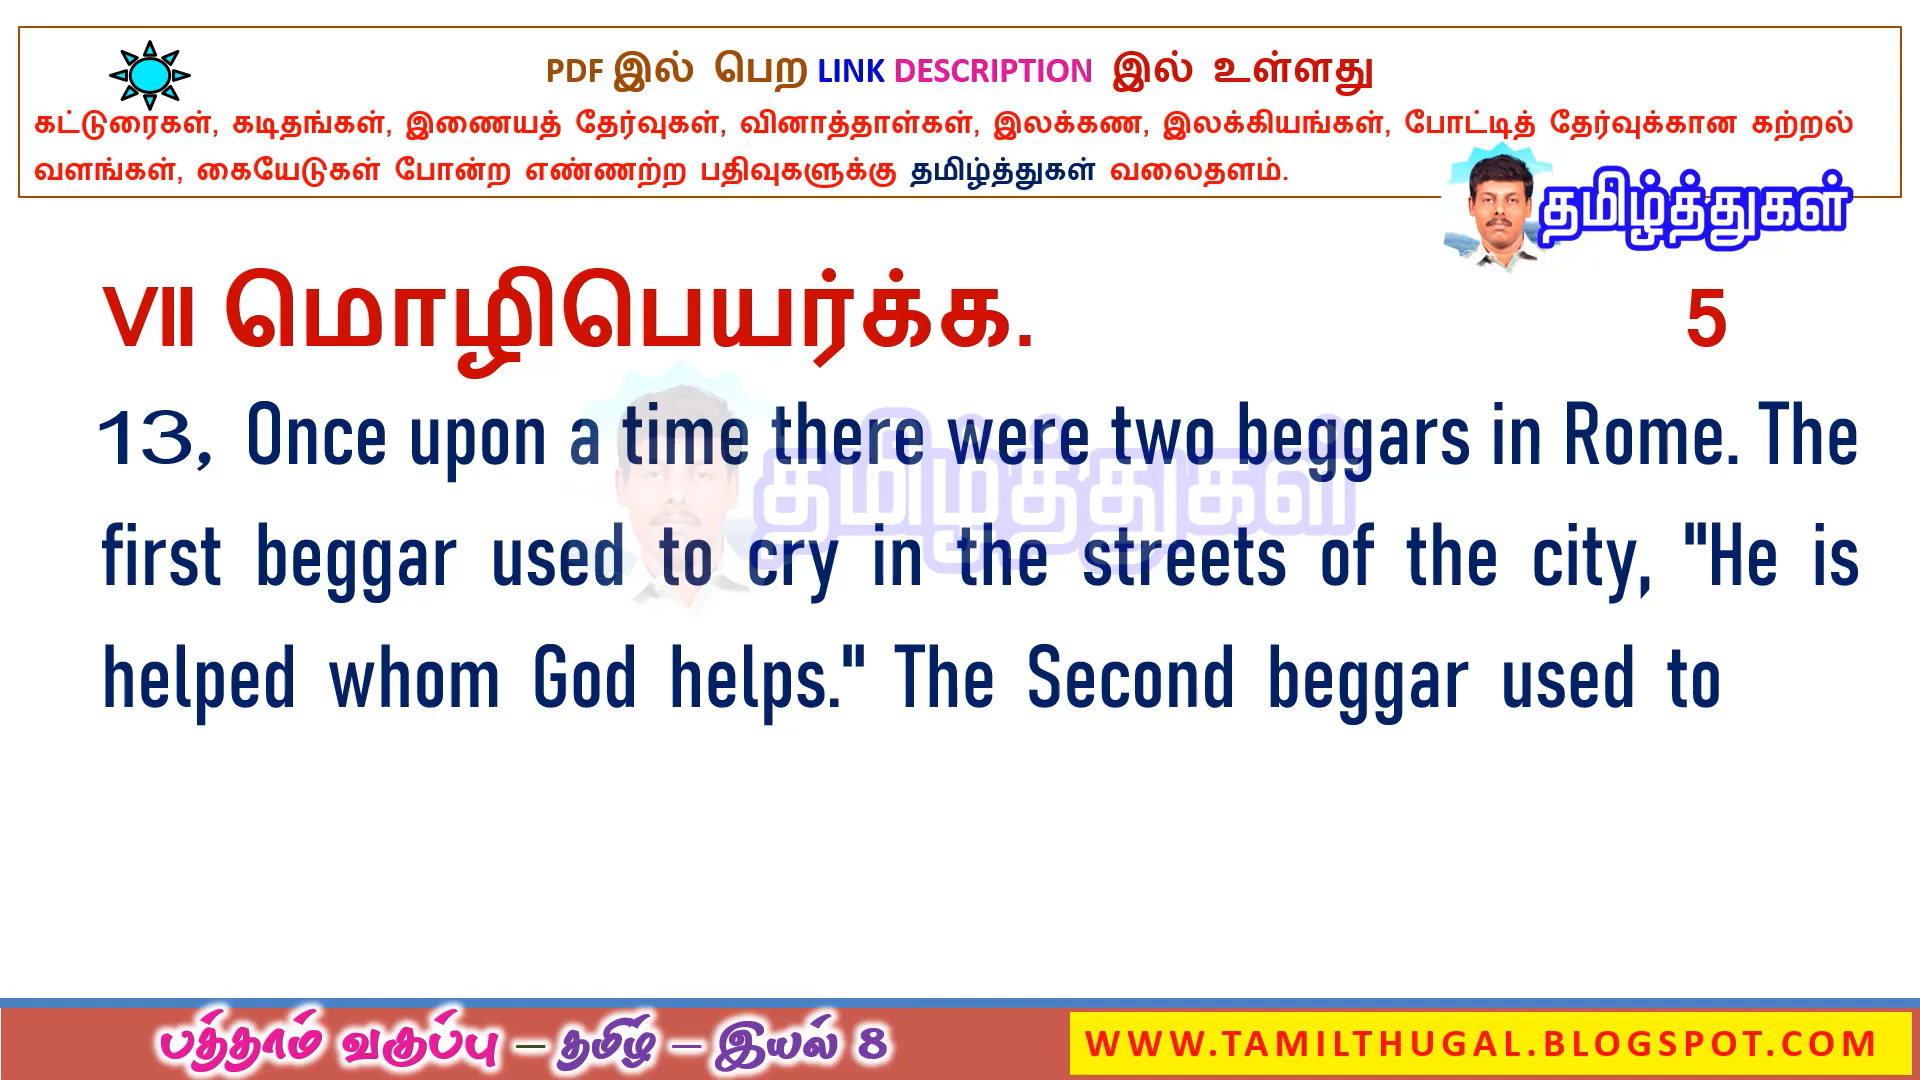 PDF இல் பெற LINK DESCRIPTION இல் உள்ளது
கட்டுரைகள், கடிதங்கள், இணையத் தேர்வுகள், வினாத்தாள்கள், இலக்கண, இலக்கியங்கள், போட்டித் தேர்வுக்கான கற்றல்
வளங்கள், கையேடுகள் போன்ற எண்ணற்ற பதிவுகளுக்கு தமிழ்த்துகள் வலைதளம்.
தமிழ்த்துகள்
VII மொழிபெயர்க்க. 5
13, Once upon a time there were two beggars in Rome. The
தமிழ்த்துகள்
first beggar used to cry in the streets of the city, "He is
helped whom God helps." The Second beggar used to
பத்தாம் வகுப்பு – தமிழ் – இயல் 8
WWW.TAMILTHUGAL.BLOGSPOT.COM